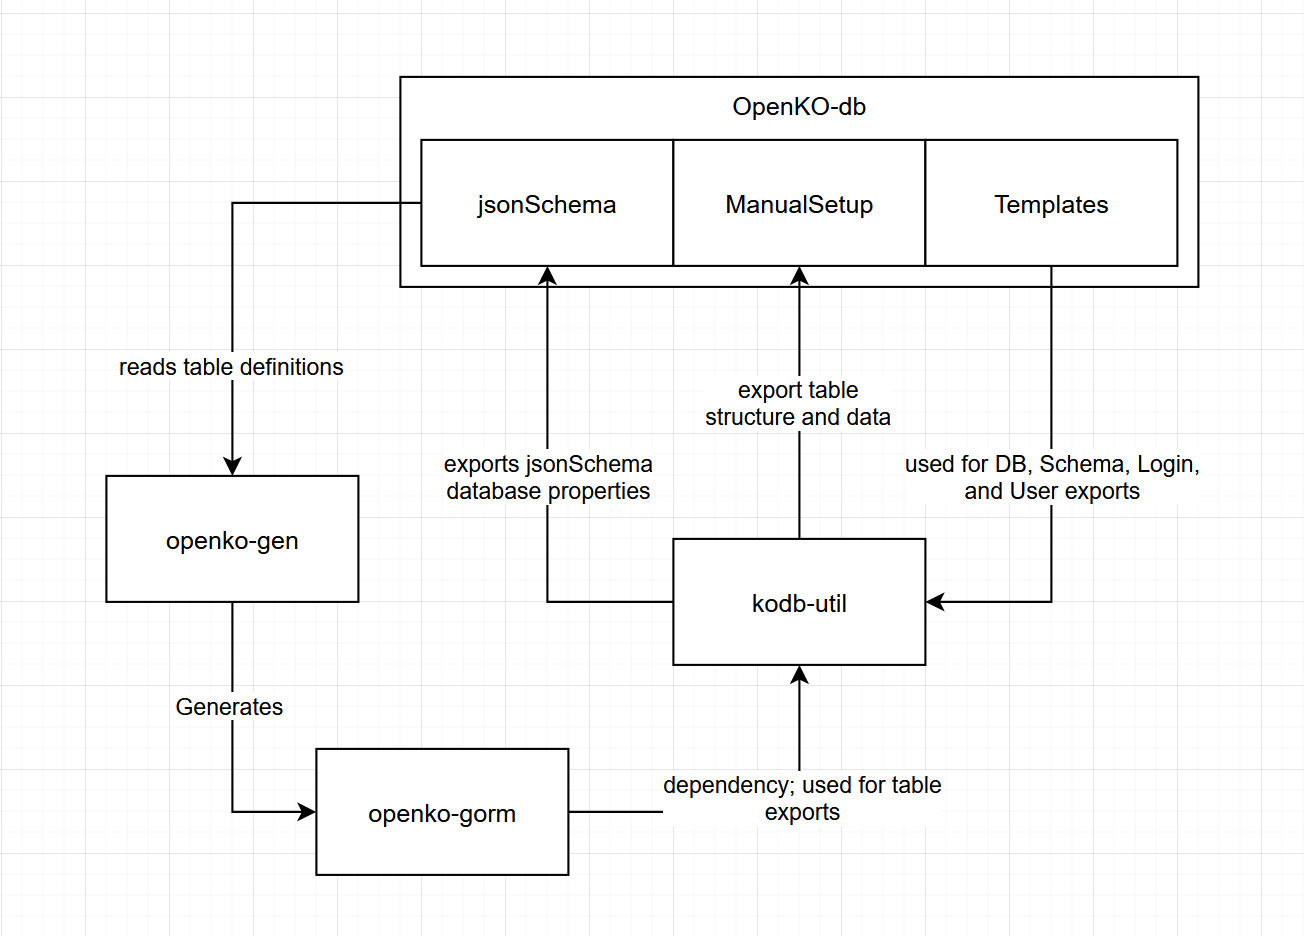 OpenKO-db
jsonSchema
ManualSetup
Templates
reads table definitions
export table
structure and data
exports jsonSchema
database properties
used for DB, Schema, Login,
and User exports
openko-gen
kodb-util
Generates
dependency; used for table
exports
openko-gorm